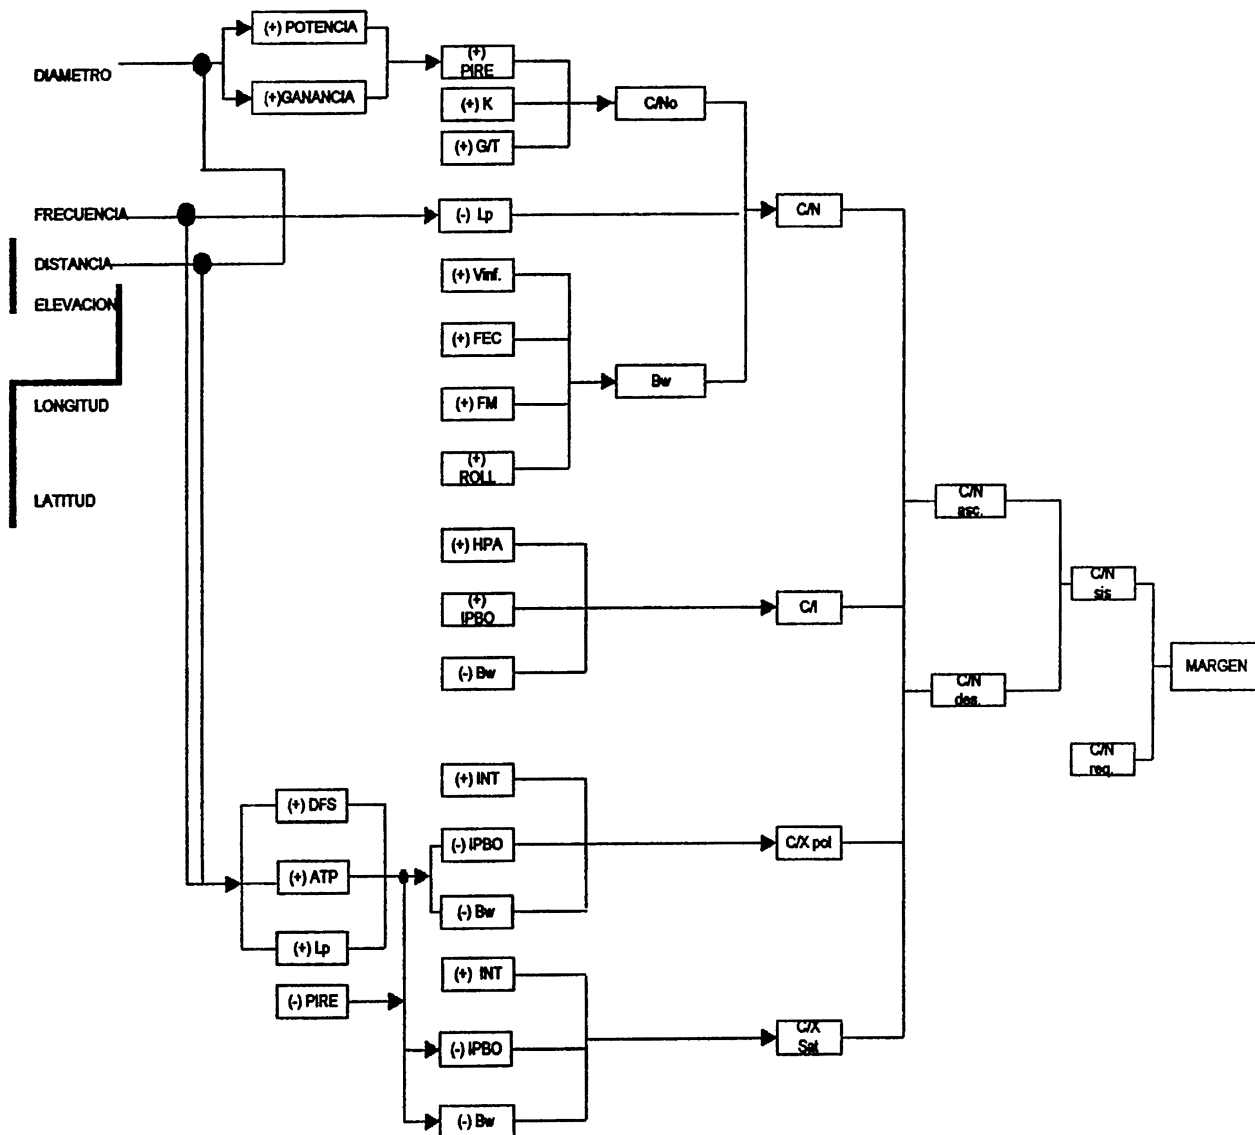 (+) POTENCIA
DIAMETRO
(+)GANANCIA
(+)
PIRE
(+) K
C/No
(+) G/T
FRECUENCIA
(-) Lp
C/N
DISTANCIA
ELEVACION
(+) Vinf.
(+) FEC
Bw
(+) FM
LONGITUD
(+)
ROLL
LATITUD
C/N
asc.
(+) HPA
C/N
sis
(+)
IPBO
C/I
(-) Bw
MARGEN
C/N
des.
C/N
req.
(+) INT
(+) DFS
(-) IPBO
C/X pol
(+) ATP
(-) Bw
(+) Lp
(+) INT
(-) PIRE
C/X
Sat
(-) IPBO
(-) Bw